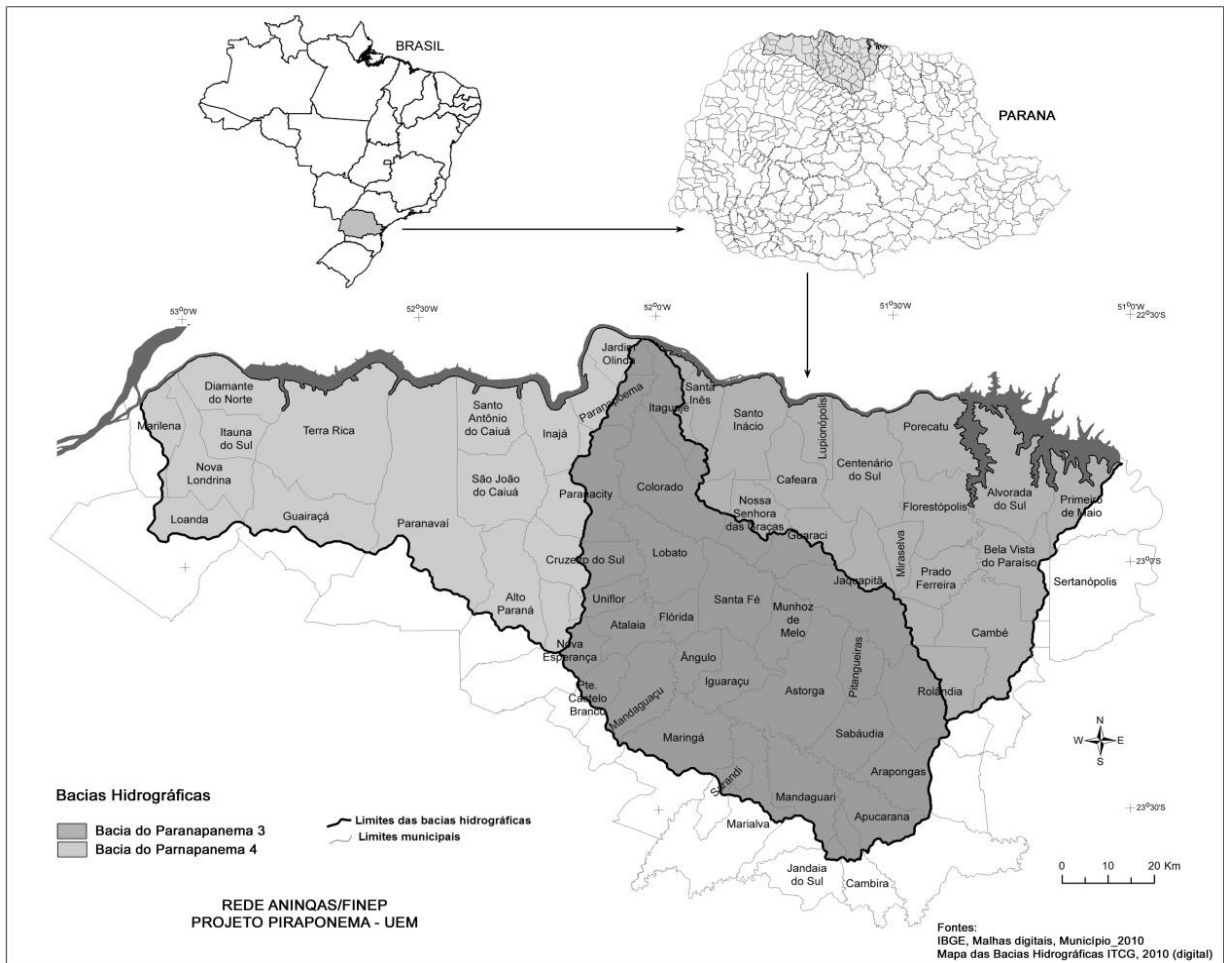 BRASIL
PARANA
53°0'W
52°30'W
52°0'W
51°30'W
51°0'W
22°30'S
Jardim
Olinda
Diamante
do Norte
Marilena
Itauna
do Sul
Terra Rica
Santo
Antônio
do Caiuá
Inajá
Paranapoema
Itaguajé
Santa
Inês
Santo
Inácio
Lupionópolis
Porecatu
Centenário
do Sul
Nova
Londrina
São João
do Caiuá
Cafeara
Colorado
Paranacity
Nossa
Senhora
das Graças
Florestópolis
Alvorada
do Sul
Primeiro
de Maio
Loanda
Guairaçá
Paranavaí
Guaraci
Miraselva
Bela Vista
do Paraíso
Cruzeiro do Sul
Lobato
Jaquapitã
Prado
Ferreira
Sertanópolis
23°0'S
Alto
Paraná
Uniflor
Santa Fé
Munhoz
de
Melo
Atalaia
Flórida
Cambé
Nova
Esperança
Ângulo
Iguaraçu
Pitangueiras
Astorga
Rolândia
Pte.
Castelo
Branco
Mandaguaçu
Maringá
Sabáudia
Arapongas
Sarandi
Mandaguari
Apucarana
Marialva
Jandaia
do Sul
Cambira
N
W
E
S
23°30'S
Bacias Hidrográficas
Bacia do Paranapanema 3
Bacia do Parnapanema 4
Limites das bacias hidrográficas
Limites municipais
0 10 20 Km
REDE ANINQAS/FINEP
PROJETO PIRAPONEMA - UEM
Fontes:
IBGE, Malhas digitais, Município_2010
Mapa das Bacias Hidrográficas ITCG, 2010 (digital)